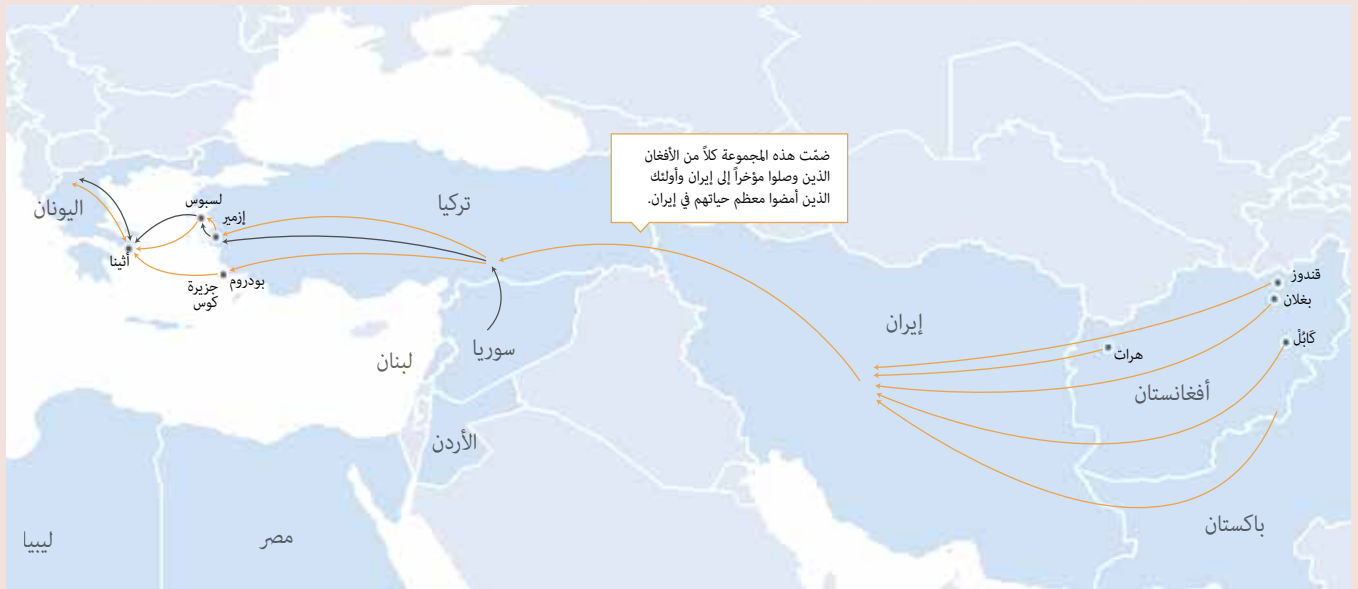 ضمّت هذه المجموعة كلاً من الأفغان
الذين وصلوا مؤخراً إلى إيران وأولئك
الذين أمضوا معظم حياتهم في إيران.
تركيا
لسبوس
إزمير
اليونان
أثينا
بودروم
جزيرة
كوس
سوريا
لبنان
الأردن
مصر
ليبيا
إيران
قندوز
بغلان
كَابُلْ
هرات
أفغانستان
باكستان